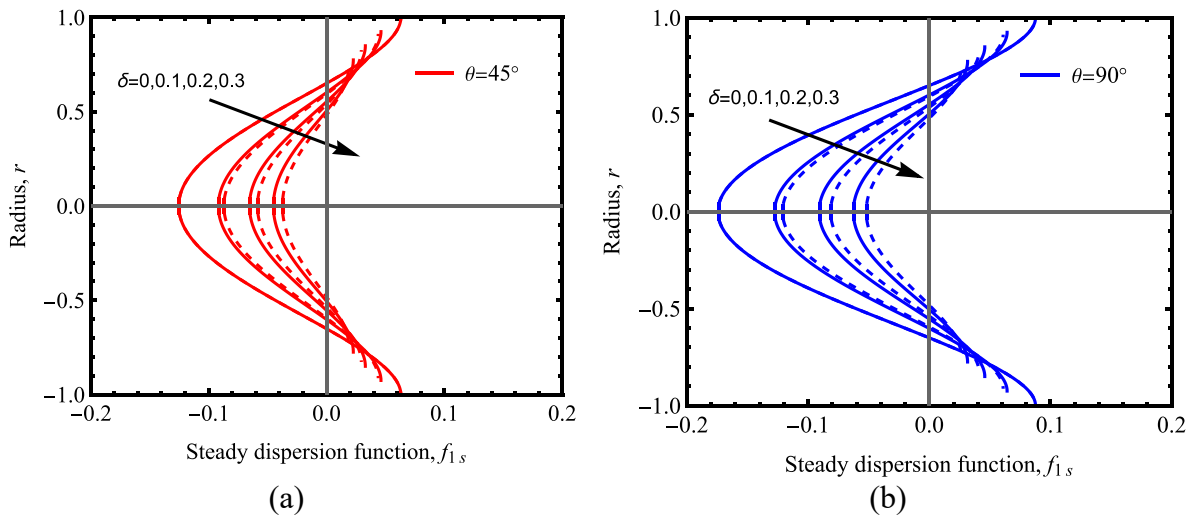 1.0
0.5
0.0
−0.5
−1.0
Radius, r
δ=0,0.1,0.2,0.3
θ=45°
−0.2
−0.1
0.0
0.1
0.2
Steady dispersion function, f1 s
(a)
1.0
0.5
0.0
−0.5
−1.0
Radius, r
δ=0,0.1,0.2,0.3
θ=90°
−0.2
−0.1
0.0
0.1
0.2
Steady dispersion function, f1 s
(b)